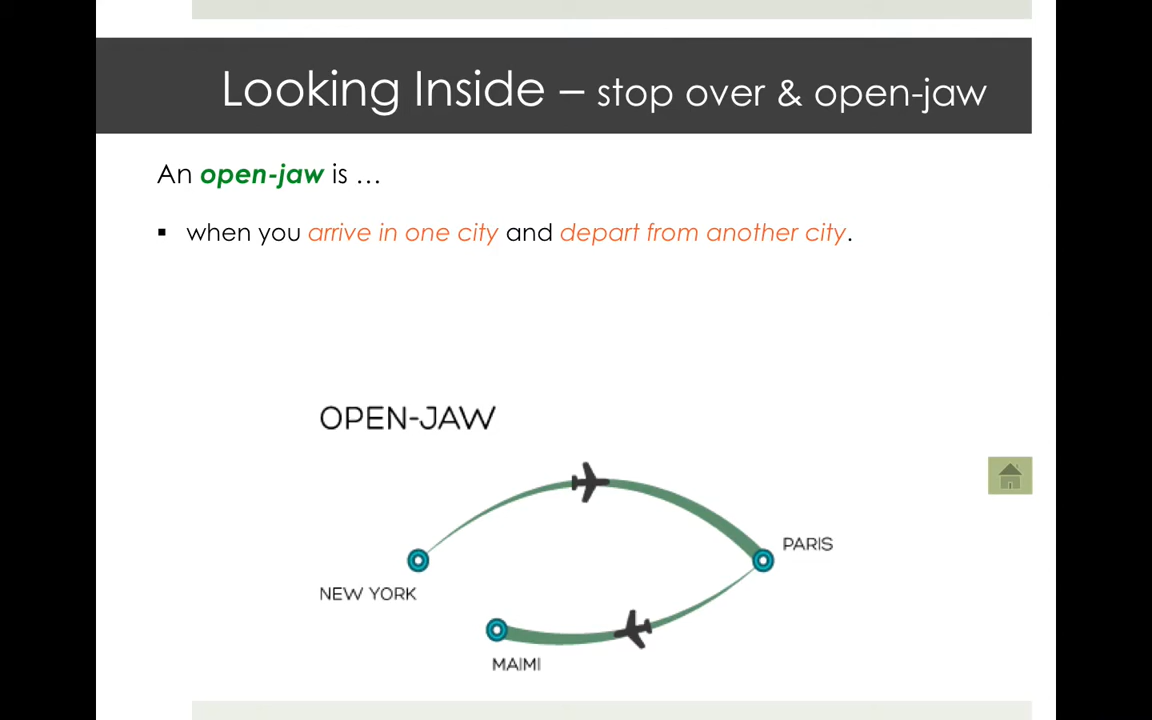 Looking Inside – stop over & open-jaw
An open-jaw is …
▪ when you arrive in one city and depart from another city.
OPEN-JAW
PARIS
NEW YORK
MAIMI